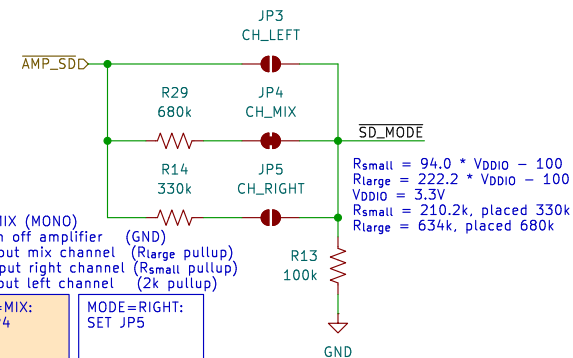 JP3
CH_LEFT
AMP_SD
R29
680k
JP4
CH_MIX
SD_MODE
R14
330k
JP5
CH_RIGHT
Rsmall = 94.0 * VDDIO - 100
Rlarge = 222.2 * VDDIO - 100
VDDIO = 3.3V
Rsmall = 210.2k, placed 330k
Rlarge = 634k, placed 680k
MIX (MONO)
off amplifier (GND)
put mix channel (Rlarge pullup)
put right channel (Rsmall pullup)
put left channel (2k pullup)
R13
100k
=MIX:
P4
MODE=RIGHT:
SET JP5
GND